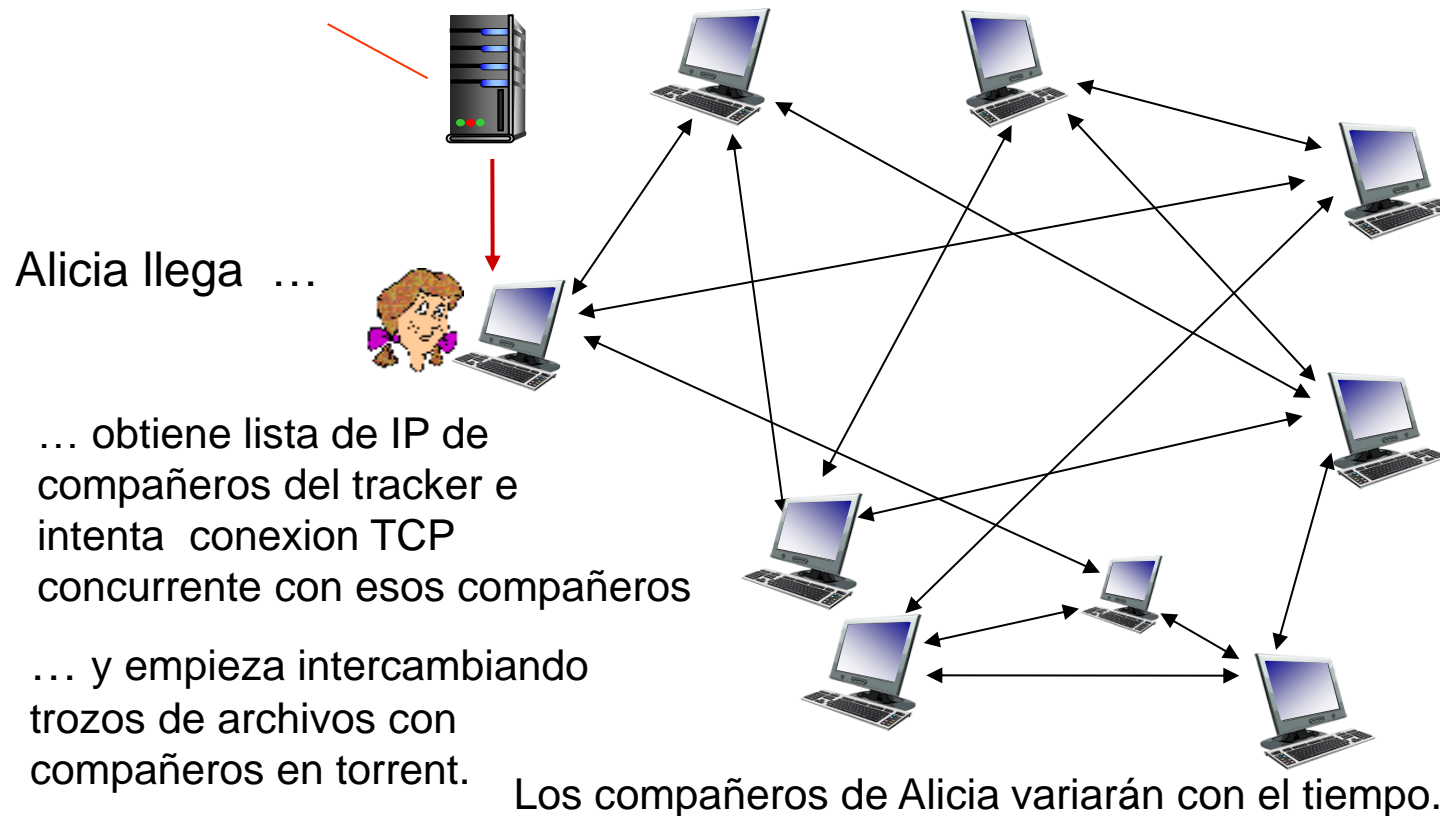 Alicia llega …
… obtiene lista de IP de
compañeros del tracker e
intenta conexion TCP
concurrente con esos compañeros
… y empieza intercambiando
trozos de archivos con
compañeros en torrent.
Los compañeros de Alicia variarán con el tiempo.